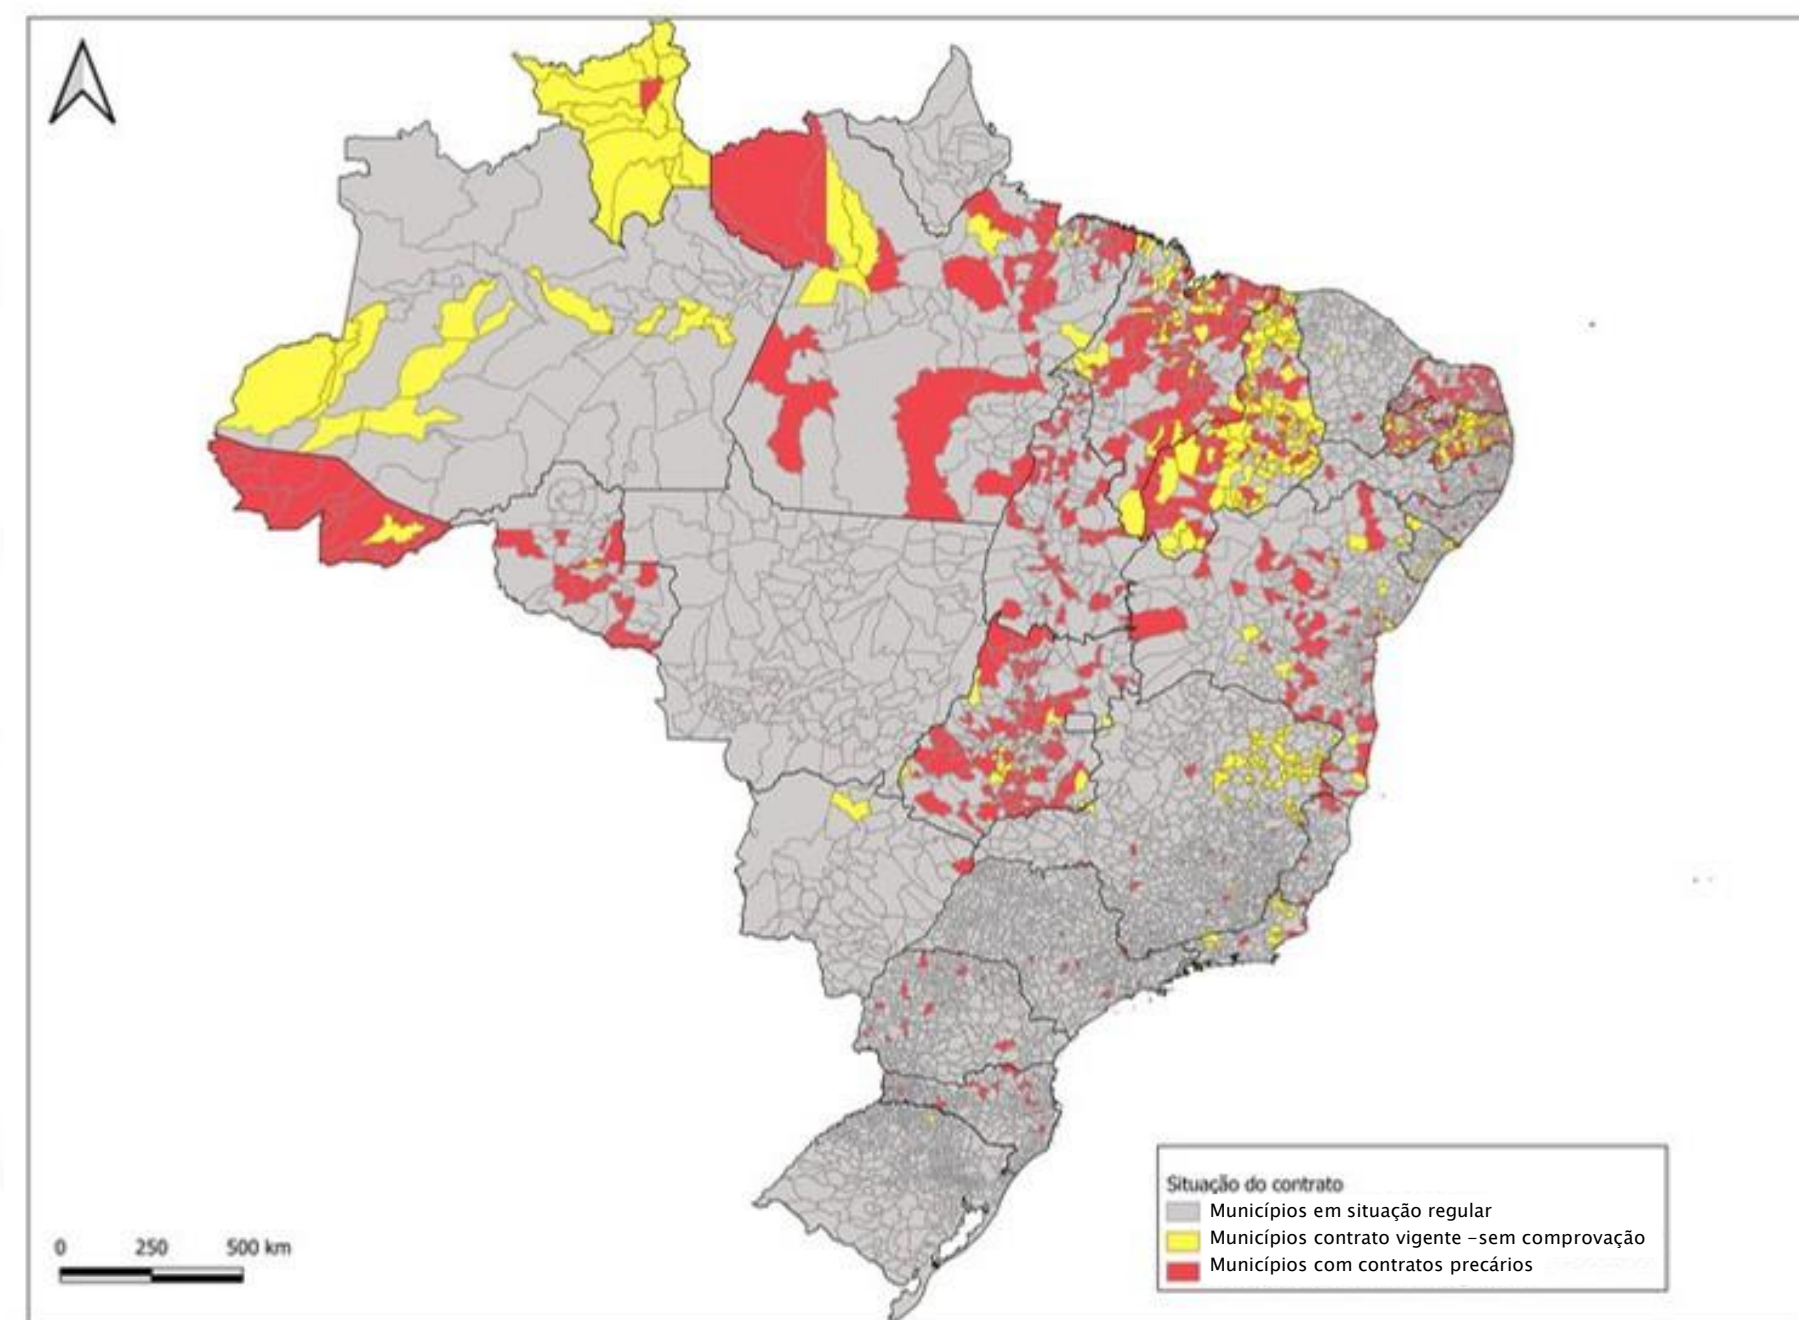 Situação do contrato
Municípios em situação regular
Municípios contrato vigente -sem comprovação
Municípios com contratos precários
0 250 500 km